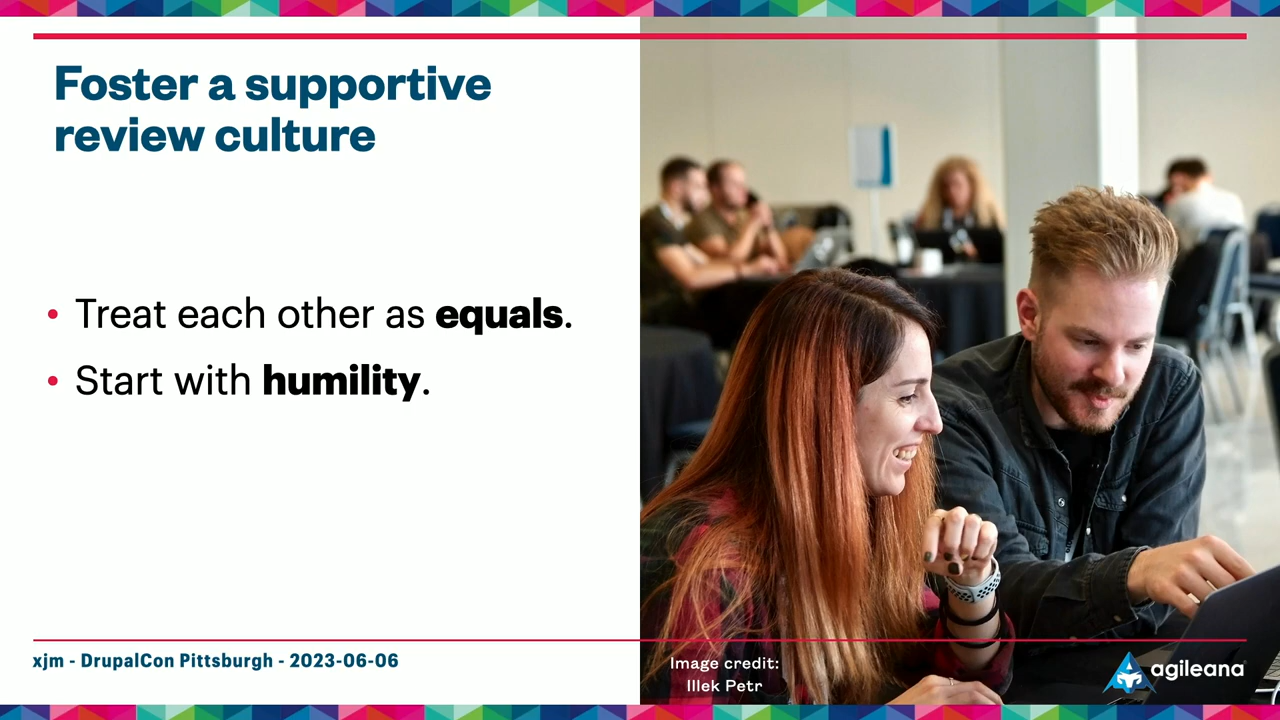 Foster a supportive
review culture
• Treat each other as equals.
• Start with humility.
xjm - DrupalCon Pittsburgh - 2023-06-06
Image credit:
Illek Petr
agileana